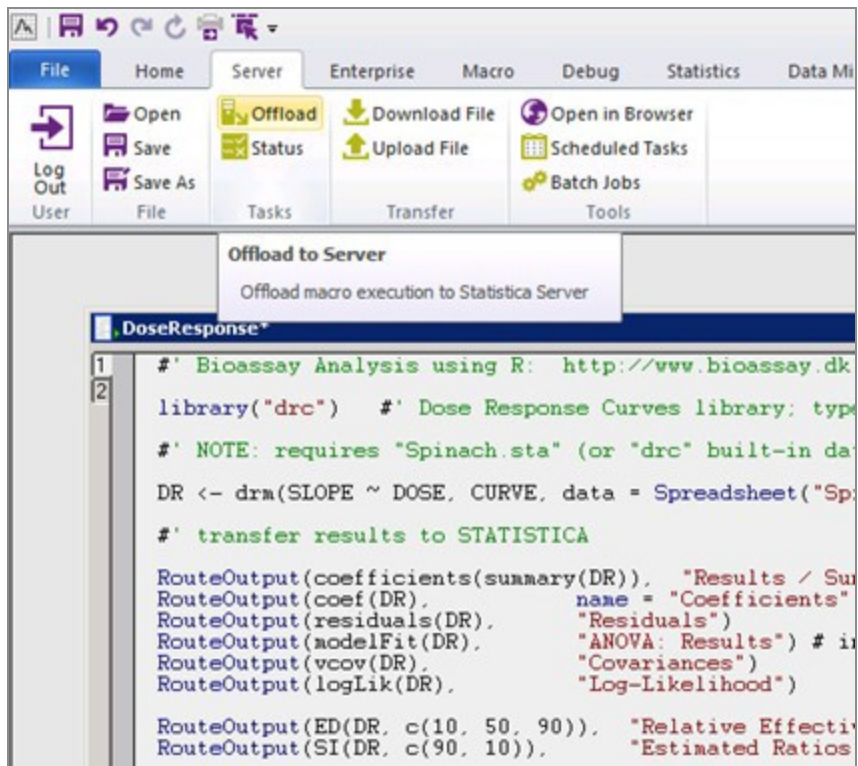 File Home Server Enterprise Macro Debug Statistics Data Mi
Open Offload Download File Open in Browser
Save Status Upload File Scheduled Tasks
Log Out Save As Batch Jobs
User File Tasks Transfer Tools
Offload to Server
Offload macro execution to Statistica Server
DoseResponse*
1 #' Bioassay Analysis using R: http://www.bioassay.dk
2
library("drc") #' Dose Response Curves library; type
#' NOTE: requires "Spinach.sta" (or "drc" built-in da
DR <- drm(SLOPE ~ DOSE, CURVE, data = Spreadsheet("Sp
#' transfer results to STATISTICA
RouteOutput(coefficients(summary(DR)), "Results / Su
RouteOutput(coef(DR), name = "Coefficients"
RouteOutput(residuals(DR), "Residuals")
RouteOutput(modelFit(DR), "ANOVA: Results") # i
RouteOutput(vcov(DR), "Covariances")
RouteOutput(logLik(DR), "Log-Likelihood")
RouteOutput(ED(DR, c(10, 50, 90)), "Relative Effecti
RouteOutput(SI(DR, c(90, 10)), "Estimated Ratios